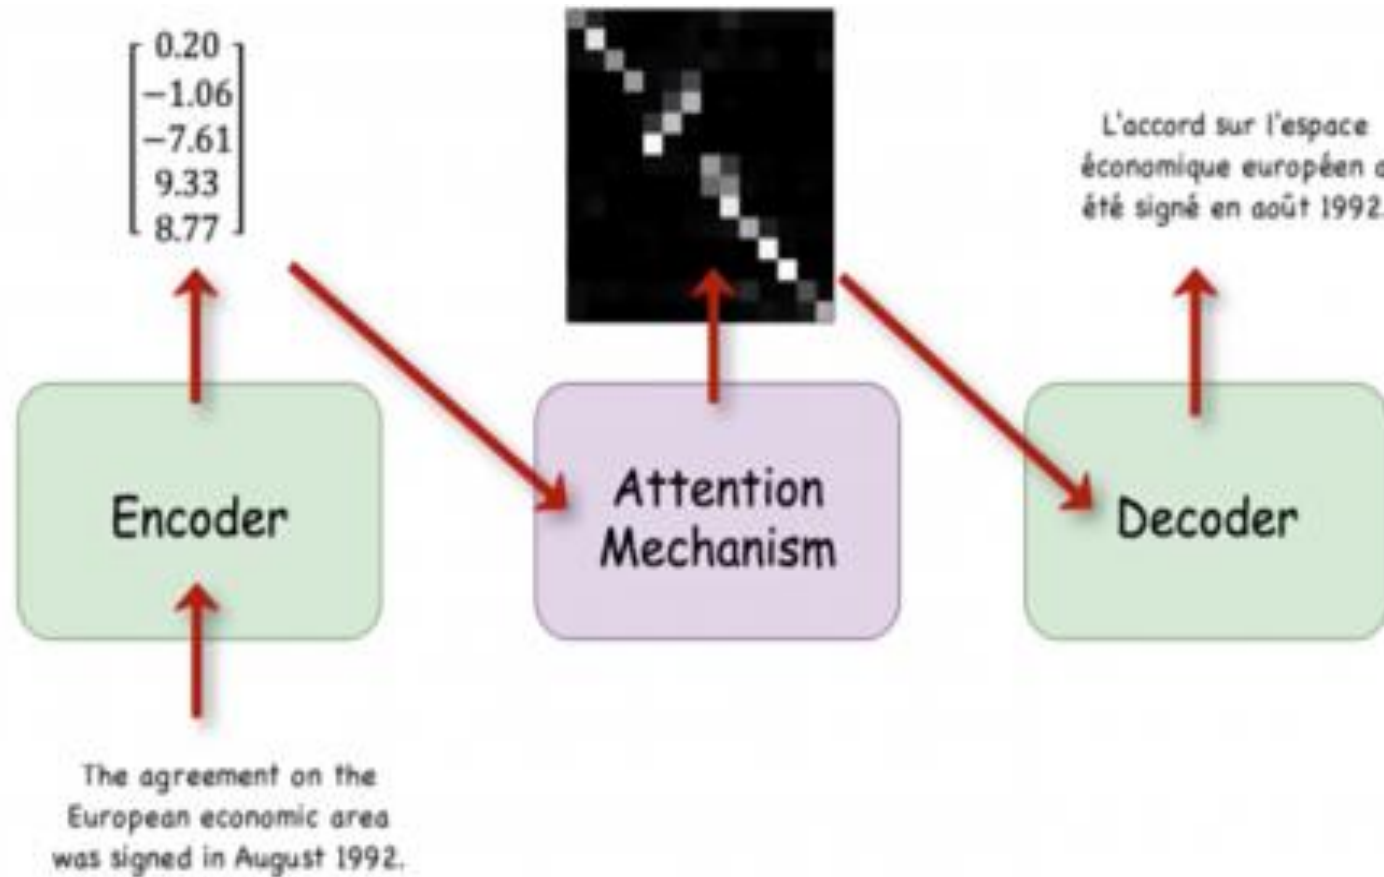 0.20
−1.06
−7.61
9.33
8.77
L'accord sur l'espace
économique européen a
été signé en août 1992.
Encoder
Attention
Mechanism
Decoder
The agreement on the
European economic area
was signed in August 1992.